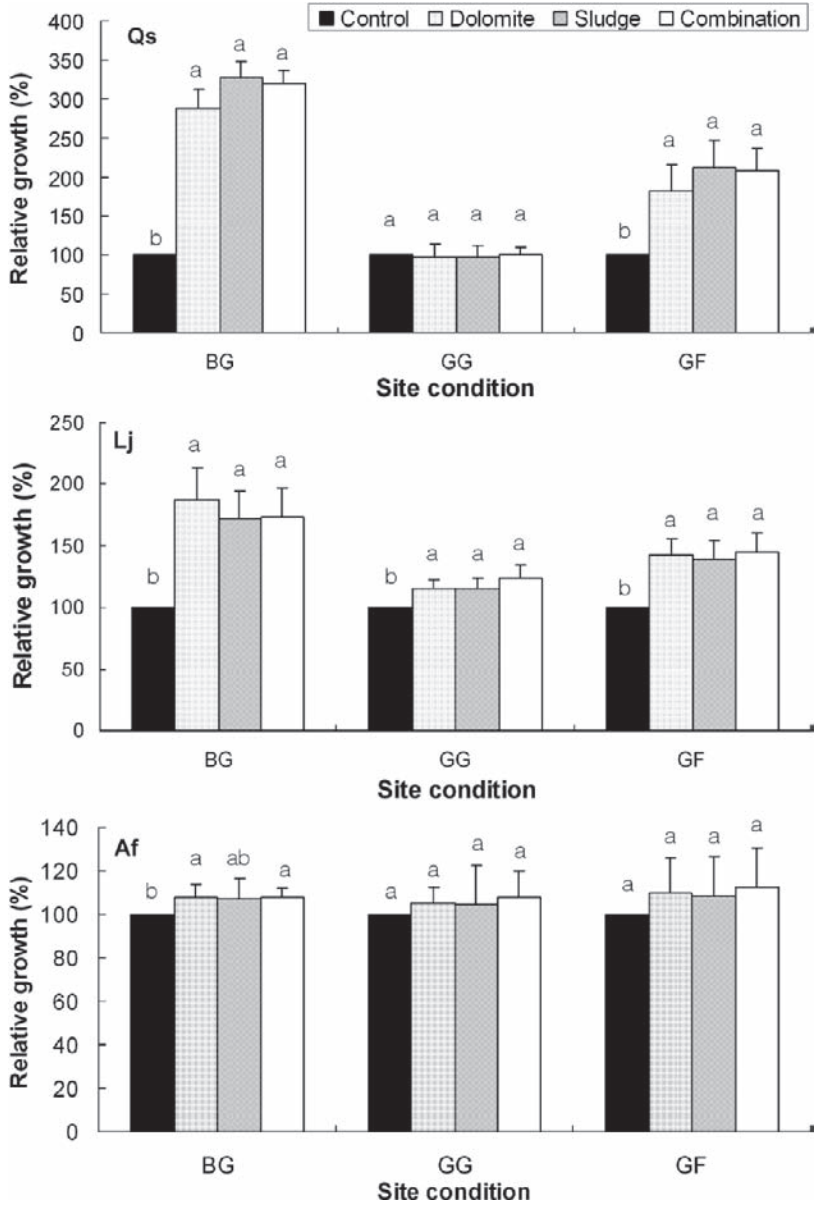 Control Dolomite Sludge Combination
Qs
Relative growth (%)
400
350
300
250
200
150
100
50
0
b a a a
a a a a
b a a a
BG GG GF
Site condition
Lj
Relative growth (%)
250
200
150
100
50
0
b a a a
b a a a
b a a a
BG GG GF
Site condition
Af
Relative growth (%)
140
120
100
80
60
40
20
0
b a ab a
a a a a
a a a a
BG GG GF
Site condition